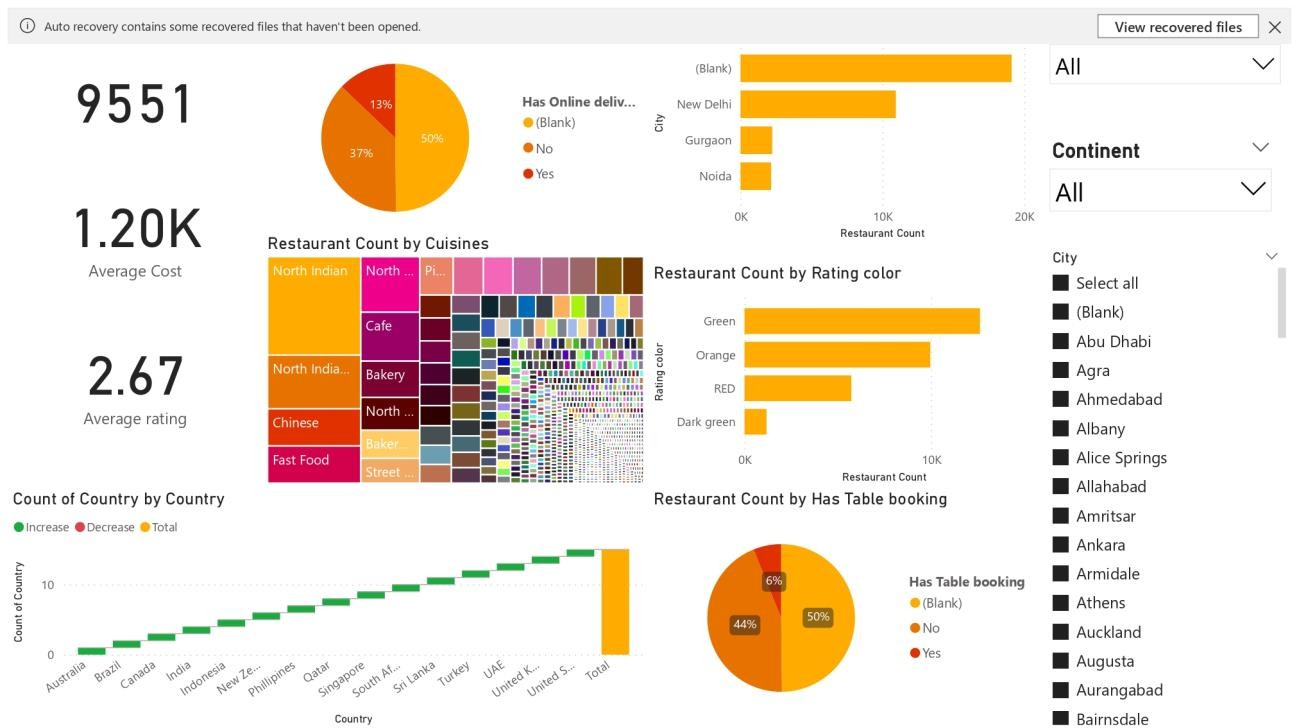 Auto recovery contains some recovered files that haven't been opened.
View recovered files
9551
1.20K
Average Cost
2.67
Average rating
13%
50%
37%
Has Online deliv...
(Blank)
No
Yes
City
(Blank)
New Delhi
Gurgaon
Noida
0K
10K
20K
Restaurant Count
All
Continent
All
Restaurant Count by Cuisines
North Indian
North India...
Chinese
Fast Food
North ...
Cafe
Bakery
North ...
Baker...
Street ...
Pi...
Restaurant Count by Rating color
Rating color
Green
Orange
RED
Dark green
0K
10K
Restaurant Count
City
Select all
(Blank)
Abu Dhabi
Agra
Ahmedabad
Albany
Alice Springs
Allahabad
Amritsar
Ankara
Armidale
Athens
Auckland
Augusta
Aurangabad
Bairnsdale
Count of Country by Country
Increase
Decrease
Total
Count of Country
10
0
Australia
Brazil
Canada
India
Indonesia
New Ze...
Phillipines
Qatar
Singapore
South Af...
Sri Lanka
Turkey
UAE
United K...
United S...
Total
Country
Restaurant Count by Has Table booking
6%
44%
50%
Has Table booking
(Blank)
No
Yes